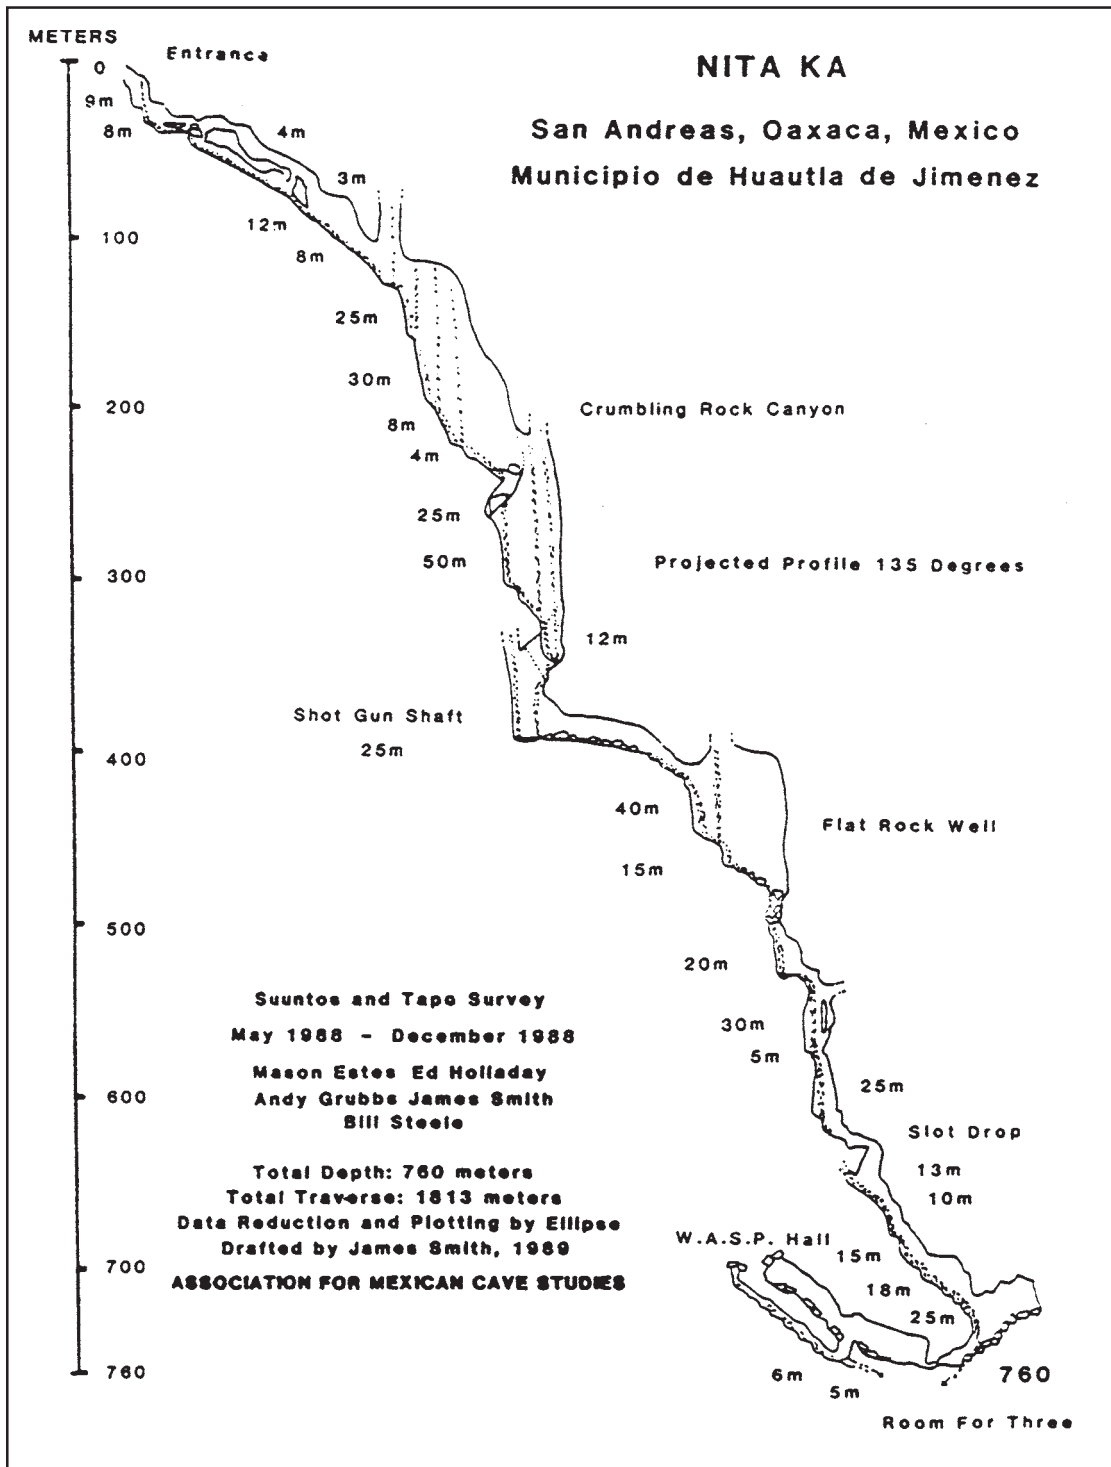 METERS
Entrance
NITA KA
San Andreas, Oaxaca, Mexico
Municipio de Huautla de Jimenez
0
9m
8m
4m
3m
12m
8m
100
25m
30m
8m
4m
200
Crumbling Rock Canyon
25m
50m
Projected Profile 135 Degrees
300
12m
Shot Gun Shaft
25m
400
40m
Flat Rock Well
15m
500
20m
30m
5m
25m
600
Slot Drop
13m
10m
W.A.S.P. Hall
15m
18m
25m
700
6m
5m
760
760
Room For Three
Suuntos and Tape Survey
May 1988 - December 1988
Mason Estes Ed Holladay
Andy Grubbs James Smith
Bill Steele
Total Depth: 760 meters
Total Traverse: 1813 meters
Data Reduction and Plotting by Ellipse
Drafted by James Smith, 1989
ASSOCIATION FOR MEXICAN CAVE STUDIES